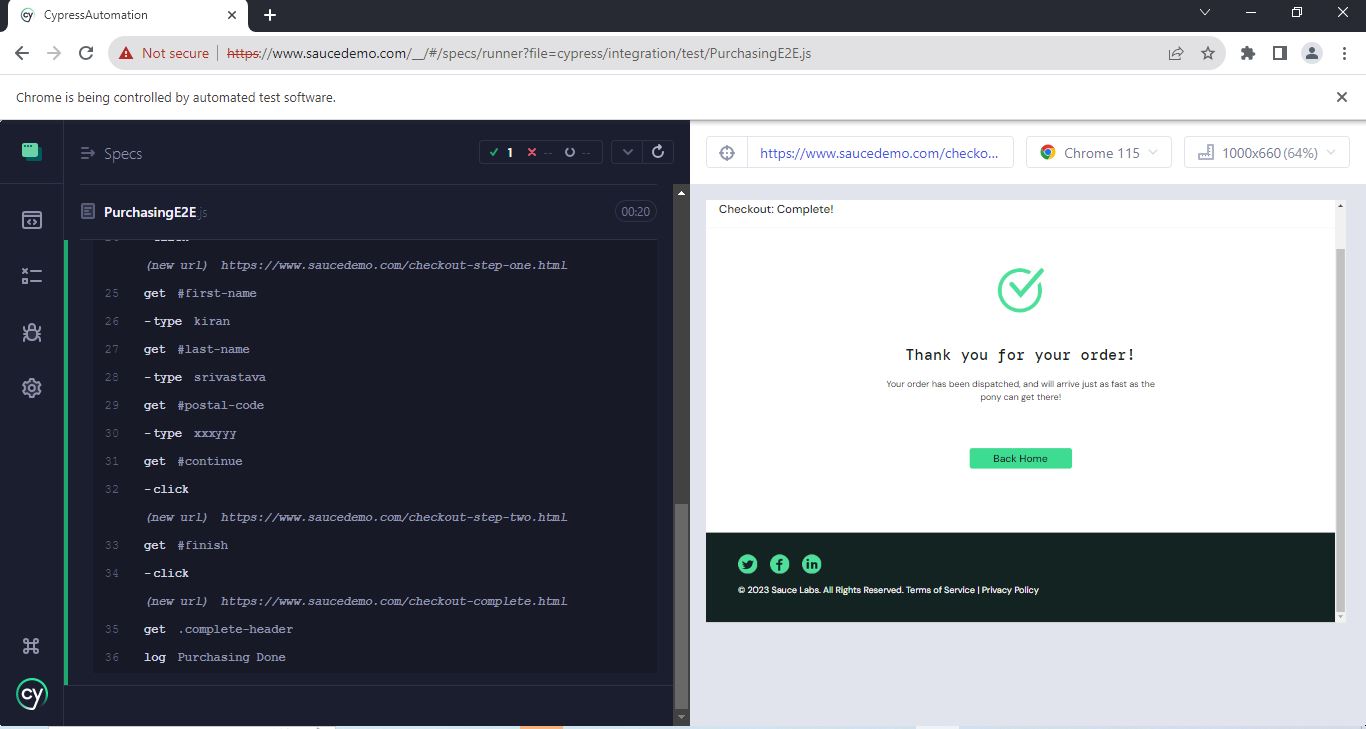 CypressAutomation
Not secure https://www.saucedemo.com/__/#/specs/runner?file=cypress/integration/test/PurchasingE2E.js
Chrome is being controlled by automated test software.
Specs
1 -- --
PurchasingE2E.js
00:20
(new url) https://www.saucedemo.com/checkout-step-one.html
25 get #first-name
26 -type kiran
27 get #last-name
28 -type srivastava
29 get #postal-code
30 -type xxxyyy
31 get #continue
32 -click
(new url) https://www.saucedemo.com/checkout-step-two.html
33 get #finish
34 -click
(new url) https://www.saucedemo.com/checkout-complete.html
35 get .complete-header
36 log Purchasing Done
cy
https://www.saucedemo.com/checko...
Chrome 115
1000x660 (64%)
Checkout: Complete!
Thank you for your order!
Your order has been dispatched, and will arrive just as fast as the
pony can get there!
Back Home
© 2023 Sauce Labs. All Rights Reserved. Terms of Service | Privacy Policy